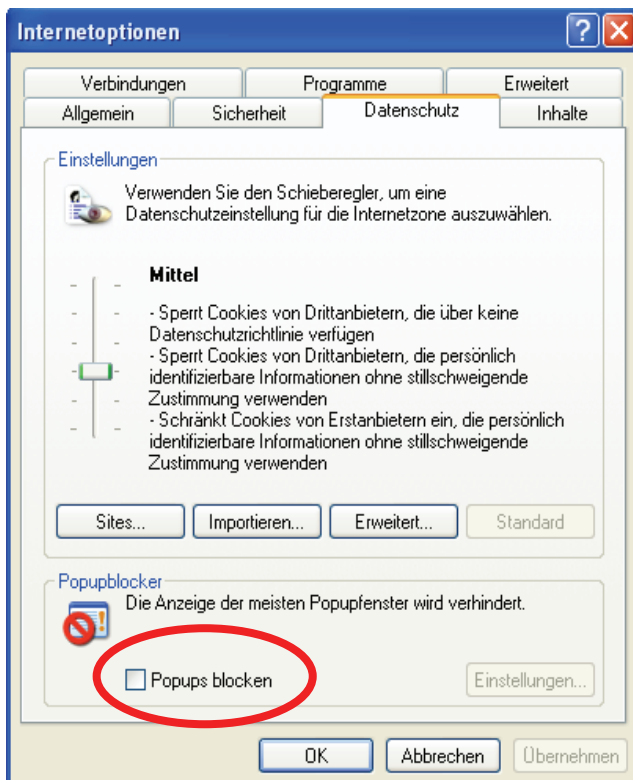 Internetoptionen
Verbindungen Programme Erweitert
Allgemein Sicherheit Datenschutz Inhalte
Einstellungen
Verwenden Sie den Schieberegler, um eine
Datenschutzeinstellung für die Internetzone auszuwählen.
Mittel
- Sperrt Cookies von Drittanbietern, die über keine
Datenschutzrichtlinie verfügen
- Sperrt Cookies von Drittanbietern, die persönlich
identifizierbare Informationen ohne stillschweigende
Zustimmung verwenden
- Schränkt Cookies von Erstanbietern ein, die persönlich
identifizierbare Informationen ohne stillschweigende
Zustimmung verwenden
Sites... Importieren... Erweitert... Standard
Popupblocker
Die Anzeige der meisten Popupfenster wird verhindert.
Popups blocken Einstellungen...
OK Abbrechen Übernehmen